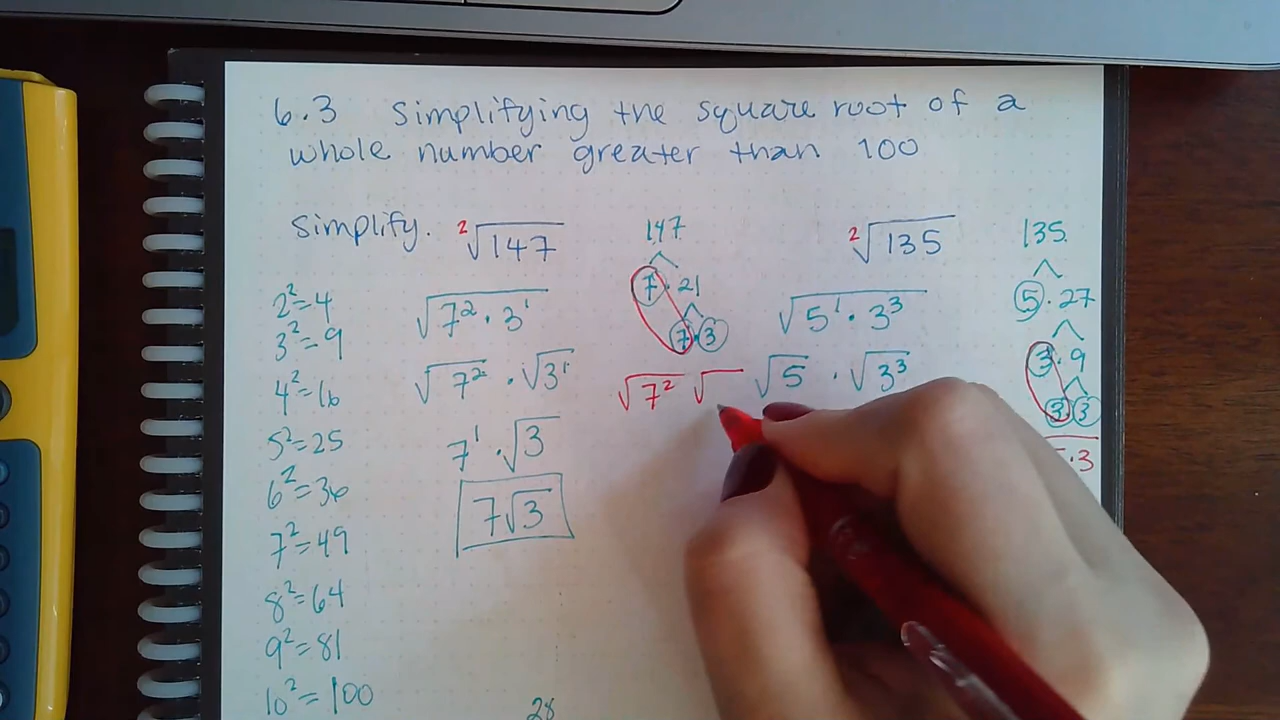 6.3 Simplifying the square root of a
whole number greater than 100
Simplify. ²√147
147
7 · 21
7 · 3
²√135
135
5 · 27
3 · 9
3 3
2²=4
3²=9
4²=16
5²=25
6²=36
7²=49
8²=64
9²=81
10²=100
√7² · 3¹
√7² · √3¹
7¹ · √3
7√3
√7² √
√5¹ · 3³
√5 · √3³
· 3
28